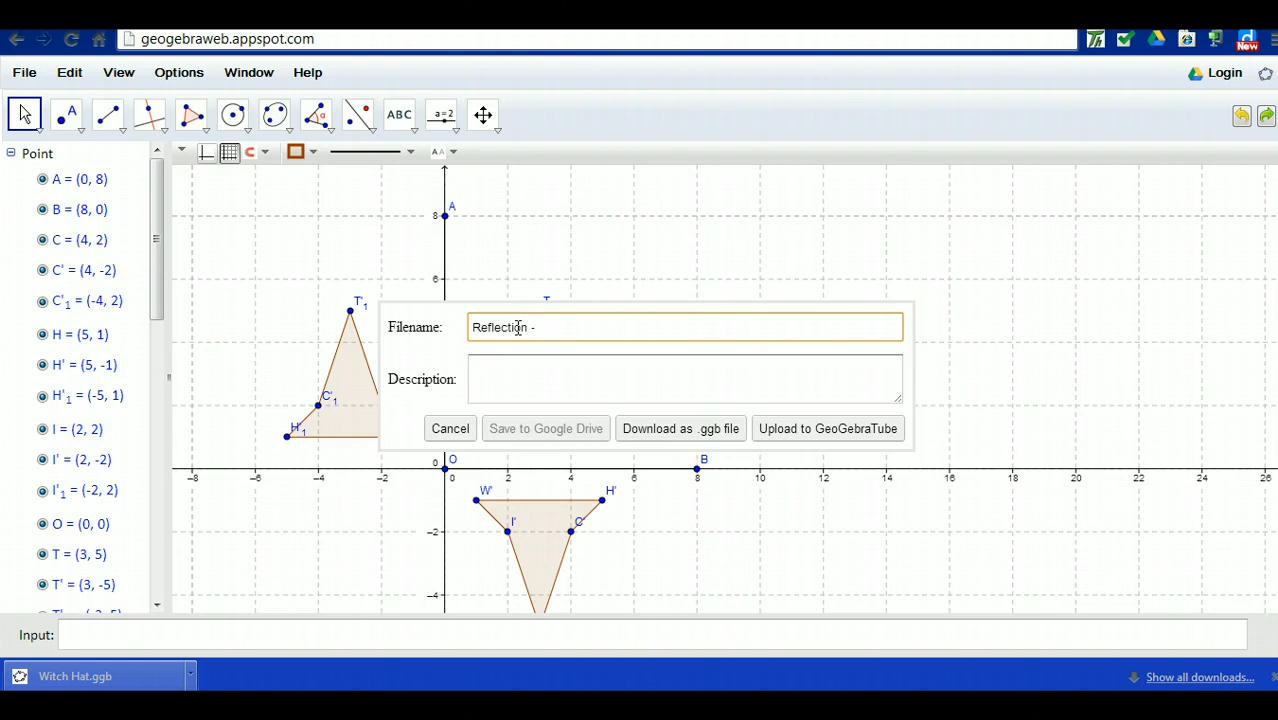 geogebraweb.appspot.com
New
File Edit View Options Window Help Login
A ABC a=2
Point
A = (0, 8)
B = (8, 0)
C = (4, 2)
C' = (4, -2)
C'₁ = (-4, 2)
H = (5, 1)
H' = (5, -1)
H'₁ = (-5, 1)
I = (2, 2)
I' = (2, -2)
I'₁ = (-2, 2)
O = (0, 0)
T = (3, 5)
T' = (3, -5)
AA
8 A
6
T'₁ T
C'₁
H'₁
Filename: Reflection -
Description:
Cancel Save to Google Drive Download as .ggb file Upload to GeoGebraTube
0 O B
-8 -6 -4 0 2 4 6 8 10 12 14 16 18 20 22 24 26
W' H'
-2 I' C'
-4
Input:
Witch Hat.ggb Show all downloads...